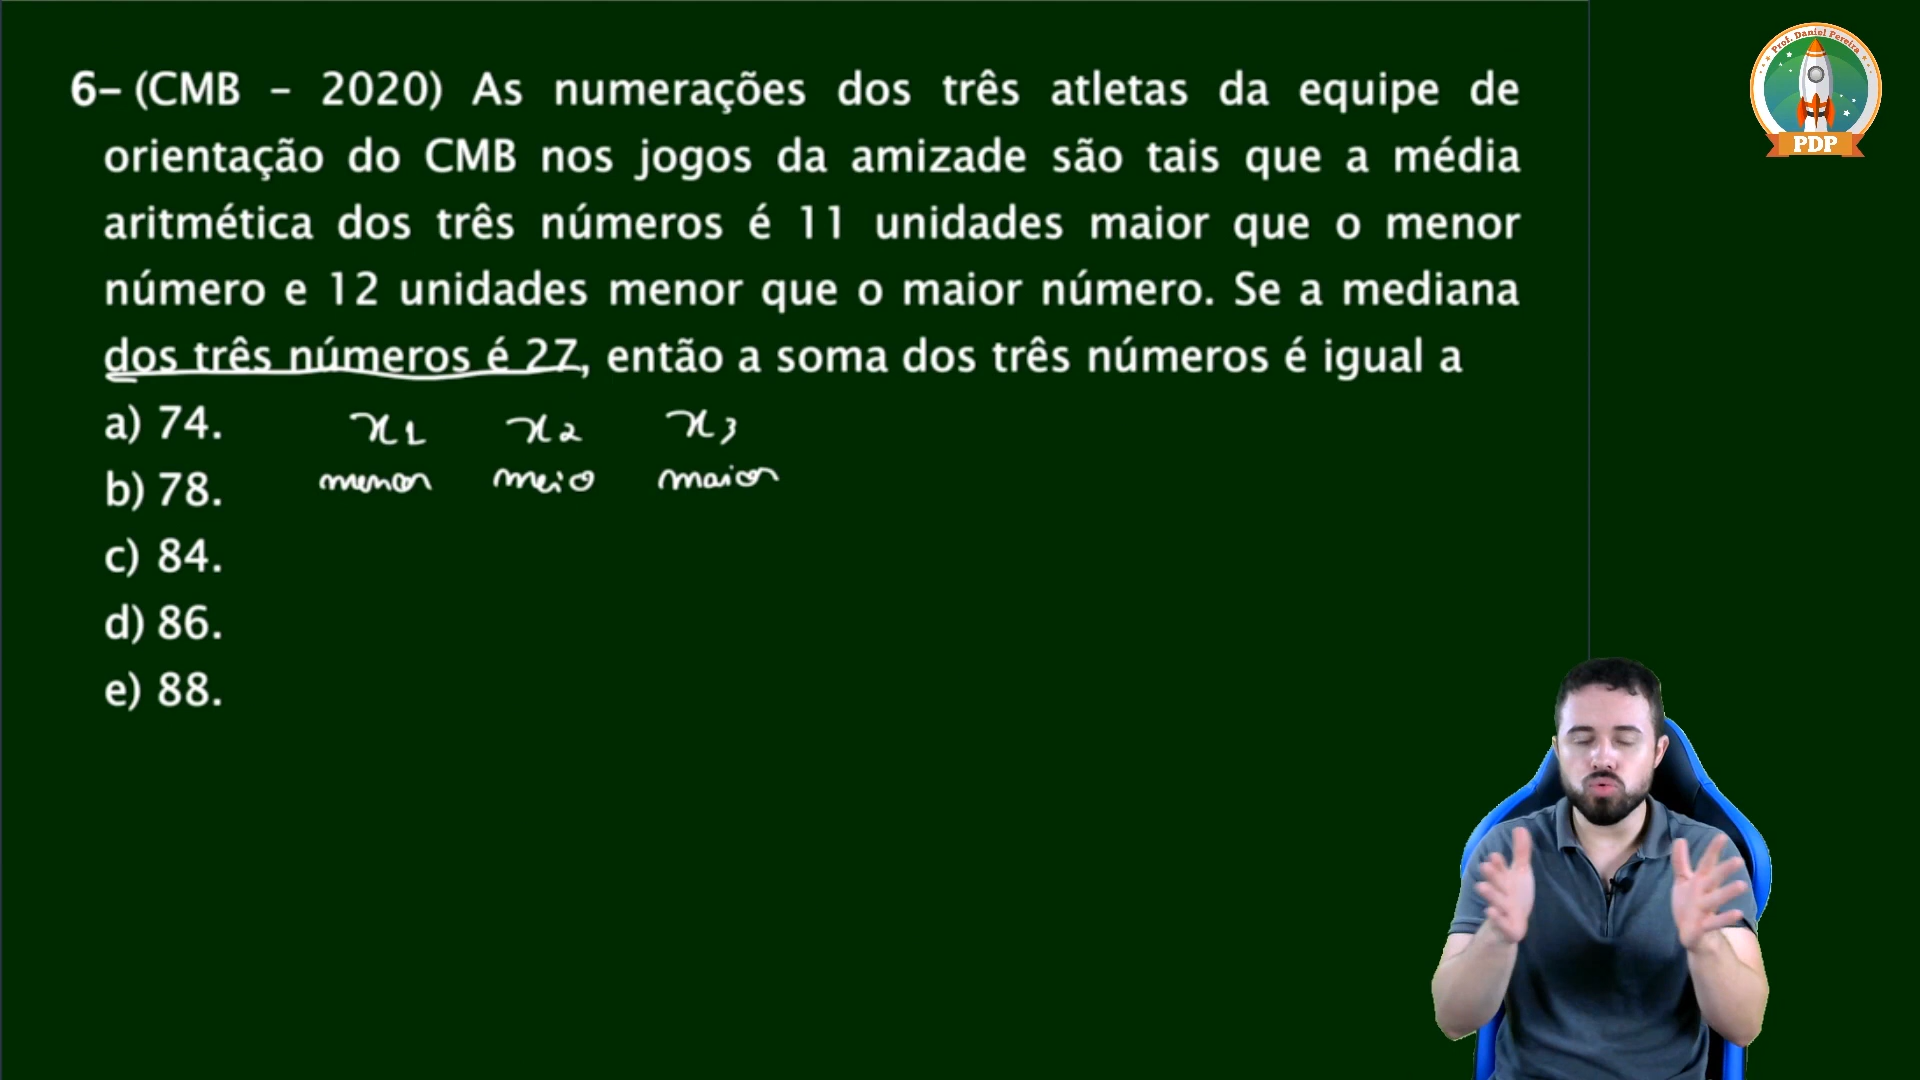 6- (CMB – 2020) As numerações dos três atletas da equipe de
orientação do CMB nos jogos da amizade são tais que a média
aritmética dos três números é 11 unidades maior que o menor
número e 12 unidades menor que o maior número. Se a mediana
dos três números é 27, então a soma dos três números é igual a
a) 74.
b) 78.
c) 84.
d) 86.
e) 88.
x1 x2 x3
menor meio maior
Prof. Daniel Pereira
PDP